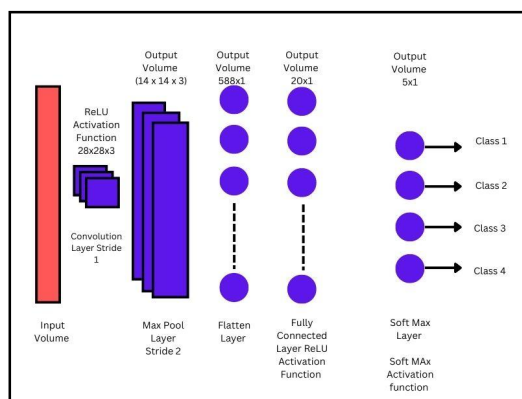 Output
Volume
(14 x 14 x 3)
Output
Volume
588x1
Output
Volume
20x1
Output
Volume
5x1
ReLU
Activation
Function
28x28x3
Convolution
Layer Stride
1
Class 1
Class 2
Class 3
Class 4
Input
Volume
Max Pool
Layer
Stride 2
Flatten
Layer
Fully
Connected
Layer ReLU
Activation
Function
Soft Max
Layer
Soft MAx
Activation
function